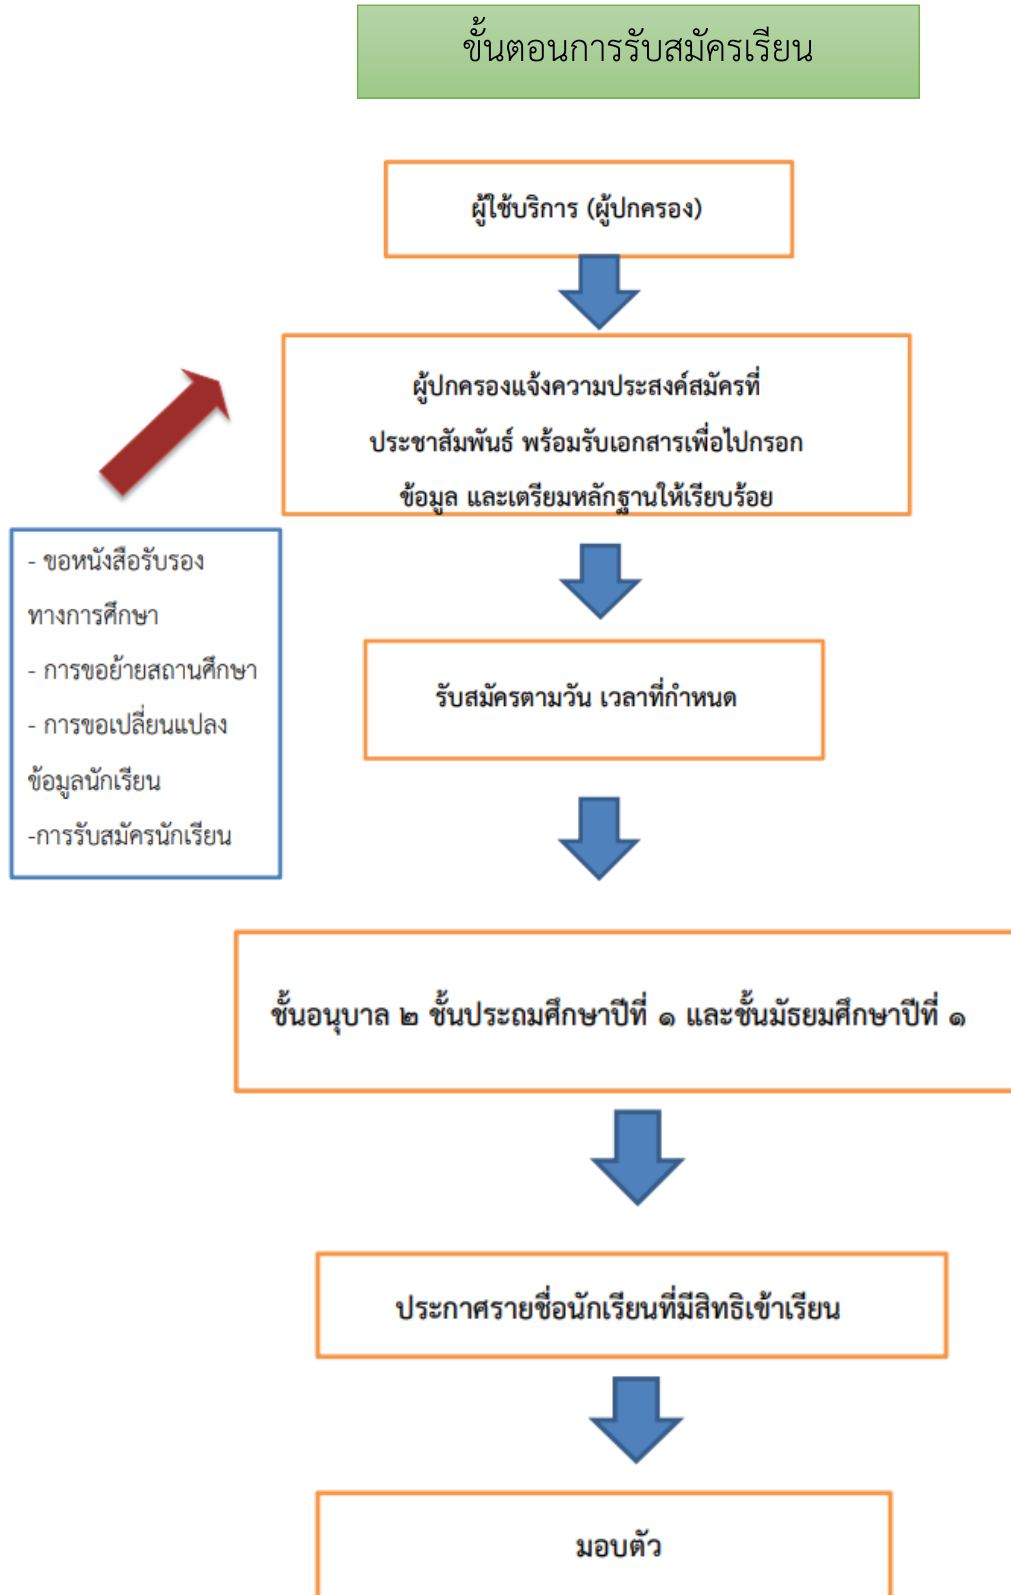 ขั้นตอนการรับสมัครเรียน
ผู้ใช้บริการ (ผู้ปกครอง)
ผู้ปกครองแจ้งความประสงค์สมัครที่
ประชาสัมพันธ์ พร้อมรับเอกสารเพื่อไปกรอก
ข้อมูล และเตรียมหลักฐานให้เรียบร้อย
- ขอหนังสือรับรอง
ทางการศึกษา
- การขอย้ายสถานศึกษา
- การขอเปลี่ยนแปลง
ข้อมูลนักเรียน
-การรับสมัครนักเรียน
รับสมัครตามวัน เวลาที่กำหนด
ชั้นอนุบาล ๒ ชั้นประถมศึกษาปีที่ ๑ และชั้นมัธยมศึกษาปีที่ ๑
ประกาศรายชื่อนักเรียนที่มีสิทธิเข้าเรียน
มอบตัว